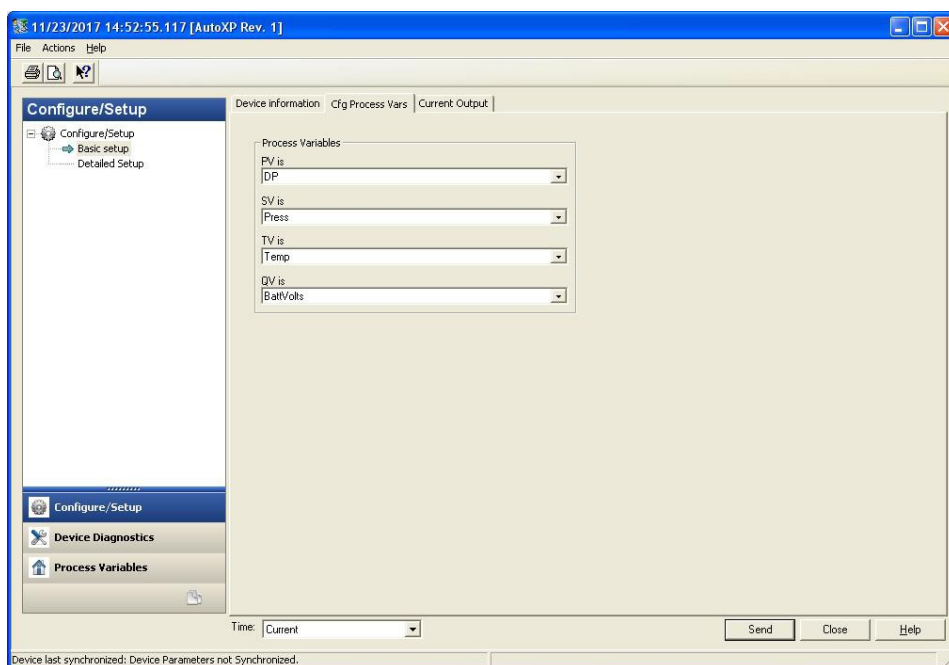 11/23/2017 14:52:55.117 [AutoXP Rev. 1]
File Actions Help
Configure/Setup
Configure/Setup
Basic setup
Detailed Setup
Device information Cfg Process Vars Current Output
Process Variables
PV is
DP
SV is
Press
TV is
Temp
QV is
BattVolts
Configure/Setup
Device Diagnostics
Process Variables
Time: Current
Send Close Help
Device last synchronized: Device Parameters not Synchronized.